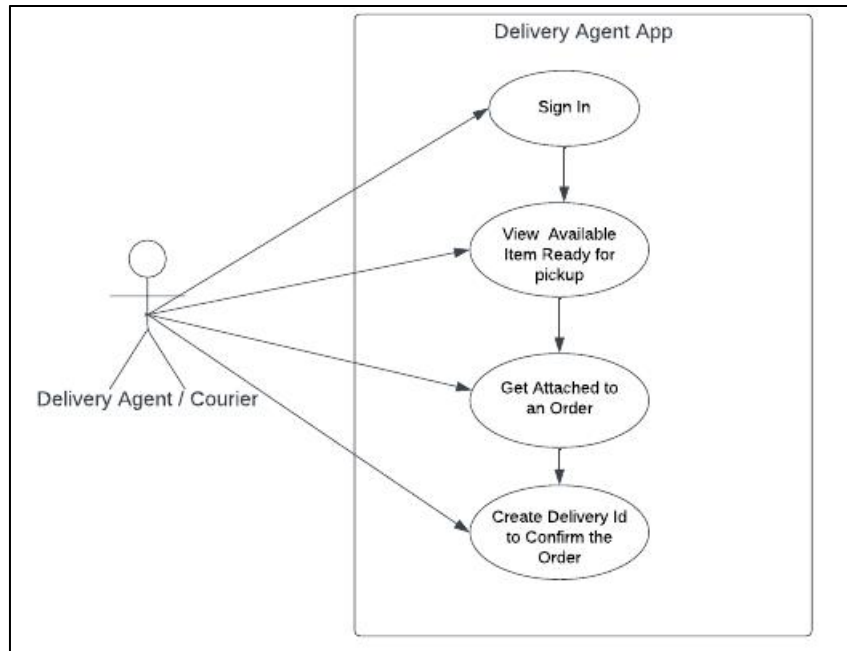 Delivery Agent App
Sign In
View Available
Item Ready for
pickup
Get Attached to
an Order
Delivery Agent / Courier
Create Delivery Id
to Confirm the
Order